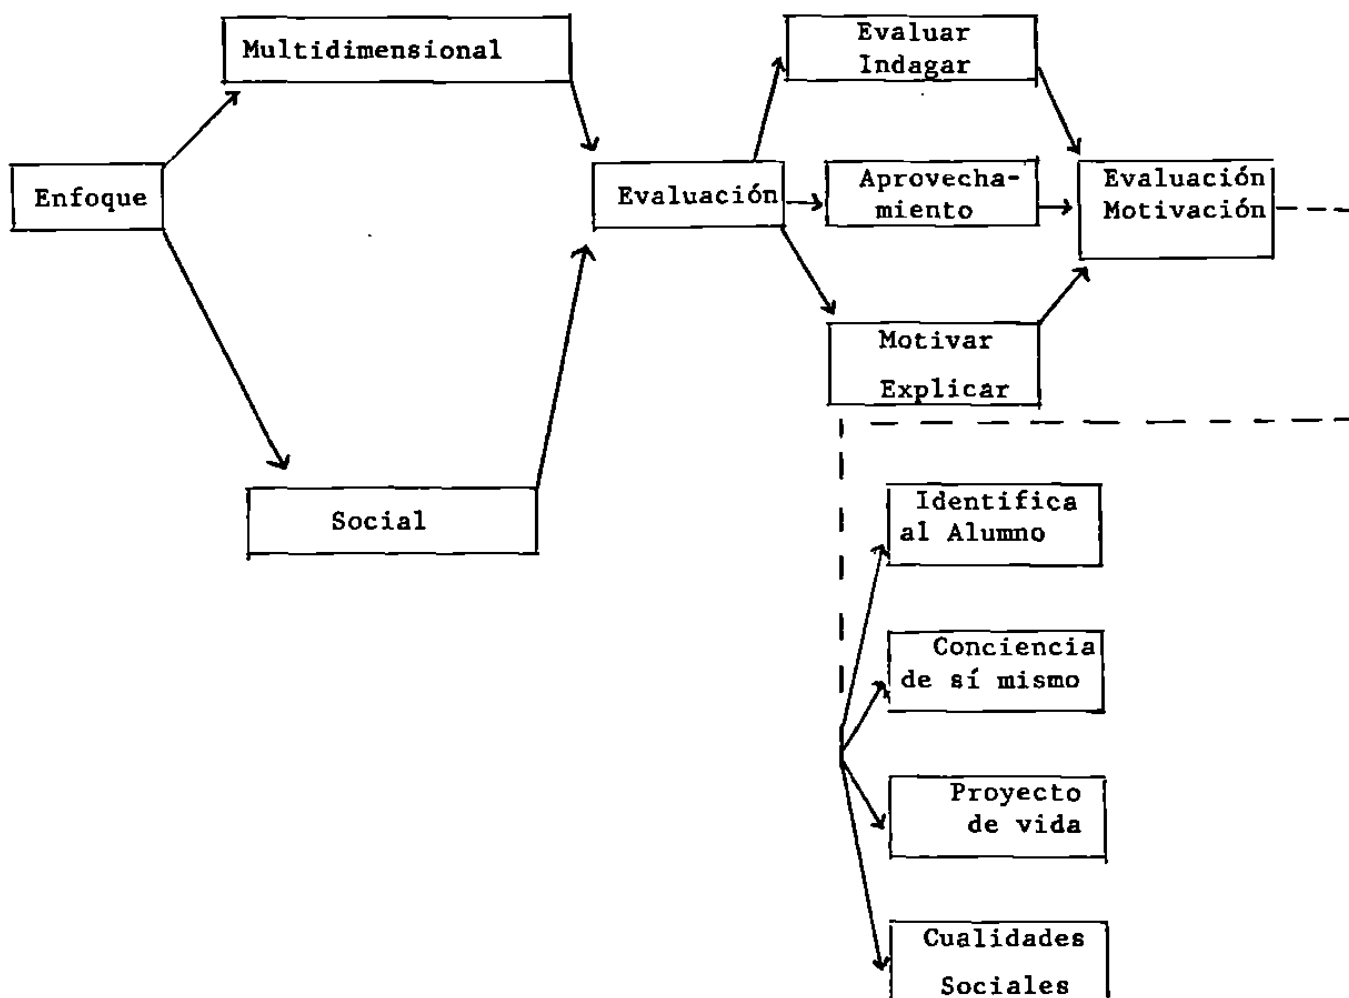 Multidimensional
Evaluar
Indagar
Enfoque
Evaluación
Aprovecha-
miento
Evaluación
Motivación
Motivar
Explicar
Social
Identifica
al Alumno
Conciencia
de sí mismo
Proyecto
de vida
Cualidades
Sociales